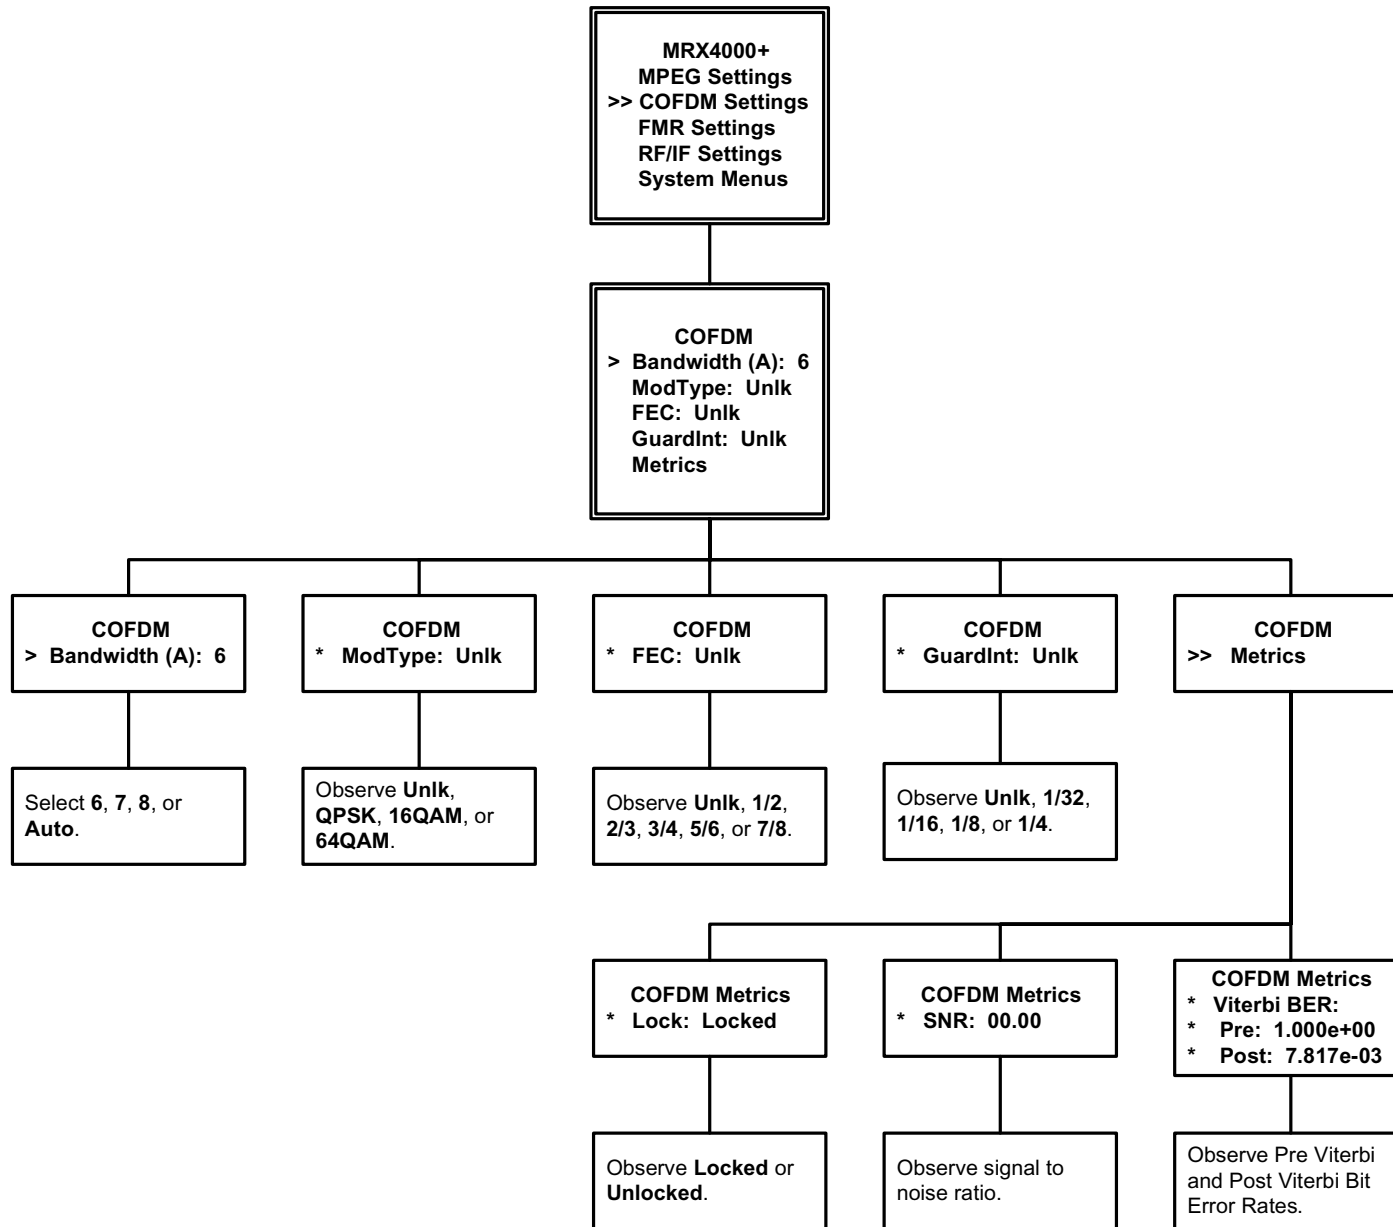 MRX4000+
MPEG Settings
>> COFDM Settings
FMR Settings
RF/IF Settings
System Menus
COFDM
> Bandwidth (A): 6
ModType: Unlk
FEC: Unlk
GuardInt: Unlk
Metrics
COFDM
> Bandwidth (A): 6
COFDM
* ModType: Unlk
COFDM
* FEC: Unlk
COFDM
* GuardInt: Unlk
COFDM
>> Metrics
Select 6, 7, 8, or
Auto.
Observe Unlk,
QPSK, 16QAM, or
64QAM.
Observe Unlk, 1/2,
2/3, 3/4, 5/6, or 7/8.
Observe Unlk, 1/32,
1/16, 1/8, or 1/4.
COFDM Metrics
* Lock: Locked
COFDM Metrics
* SNR: 00.00
COFDM Metrics
* Viterbi BER:
* Pre: 1.000e+00
* Post: 7.817e-03
Observe Locked or
Unlocked.
Observe signal to
noise ratio.
Observe Pre Viterbi
and Post Viterbi Bit
Error Rates.